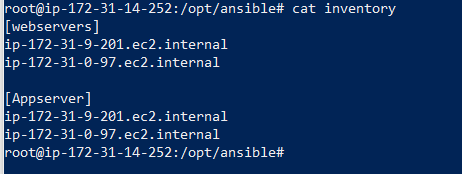 root@ip-172-31-14-252:/opt/ansible# cat inventory
[webservers]
ip-172-31-9-201.ec2.internal
ip-172-31-0-97.ec2.internal
[Appserver]
ip-172-31-9-201.ec2.internal
ip-172-31-0-97.ec2.internal
root@ip-172-31-14-252:/opt/ansible#